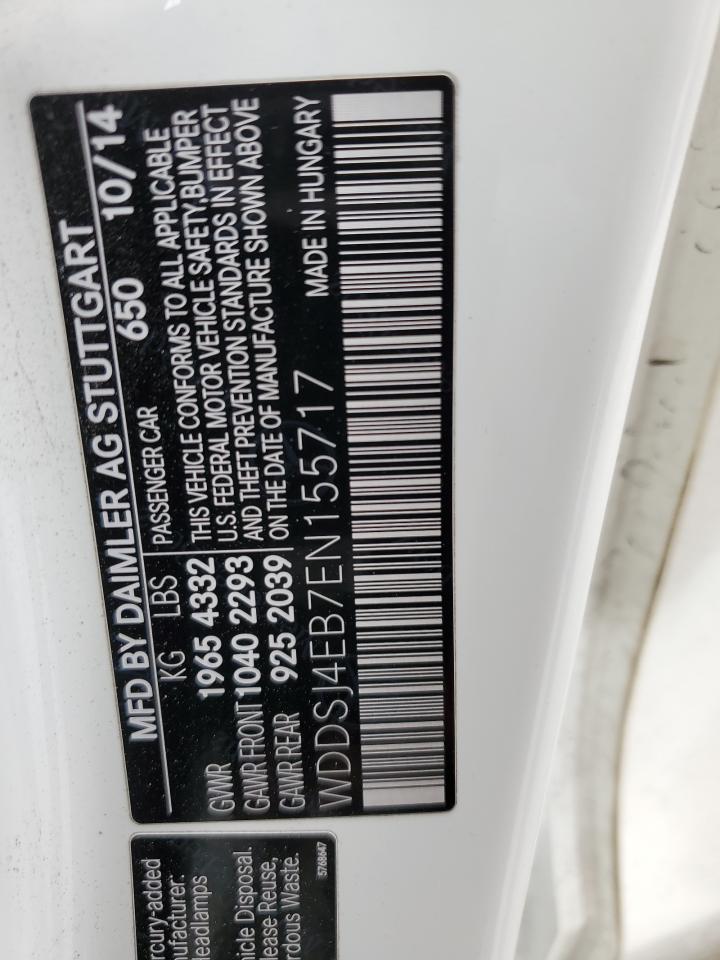 MFD BY DAIMLER AG STUTTGART
650 10/14
KG LBS PASSENGER CAR
GVWR 1965 4332 THIS VEHICLE CONFORMS TO ALL APPLICABLE
U.S. FEDERAL MOTOR VEHICLE SAFETY,BUMPER
GAWR FRONT 1040 2293 AND THEFT PREVENTION STANDARDS IN EFFECT
GAWR REAR 925 2039 ON THE DATE OF MANUFACTURE SHOWN ABOVE
WDDSJ4EB7EN155717 MADE IN HUNGARY
rcury-added
ufacturer:
eadlamps
hicle Disposal.
lease Reuse,
ardous Waste.
5768647